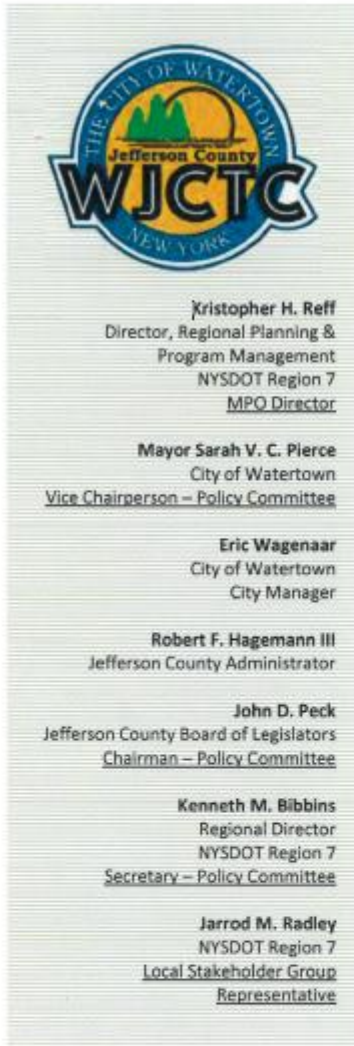 THE CITY OF WATERTOWN
Jefferson County
WJCTC
NEW YORK
Kristopher H. Reff
Director, Regional Planning &
Program Management
NYSDOT Region 7
MPO Director
Mayor Sarah V. C. Pierce
City of Watertown
Vice Chairperson – Policy Committee
Eric Wagenaar
City of Watertown
City Manager
Robert F. Hagemann III
Jefferson County Administrator
John D. Peck
Jefferson County Board of Legislators
Chairman – Policy Committee
Kenneth M. Bibbins
Regional Director
NYSDOT Region 7
Secretary – Policy Committee
Jarrod M. Radley
NYSDOT Region 7
Local Stakeholder Group
Representative